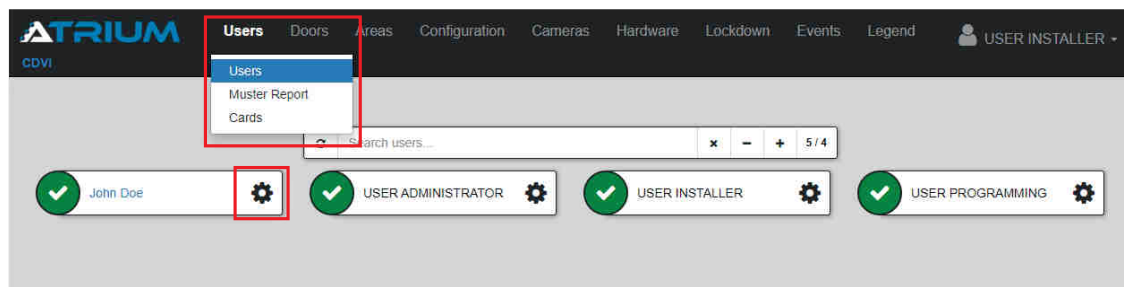 ATRIUM
CDVI
Users Doors Areas Configuration Cameras Hardware Lockdown Events Legend USER INSTALLER
Users
Muster Report
Cards
Search users... × − + 5 / 4
John Doe USER ADMINISTRATOR USER INSTALLER USER PROGRAMMING